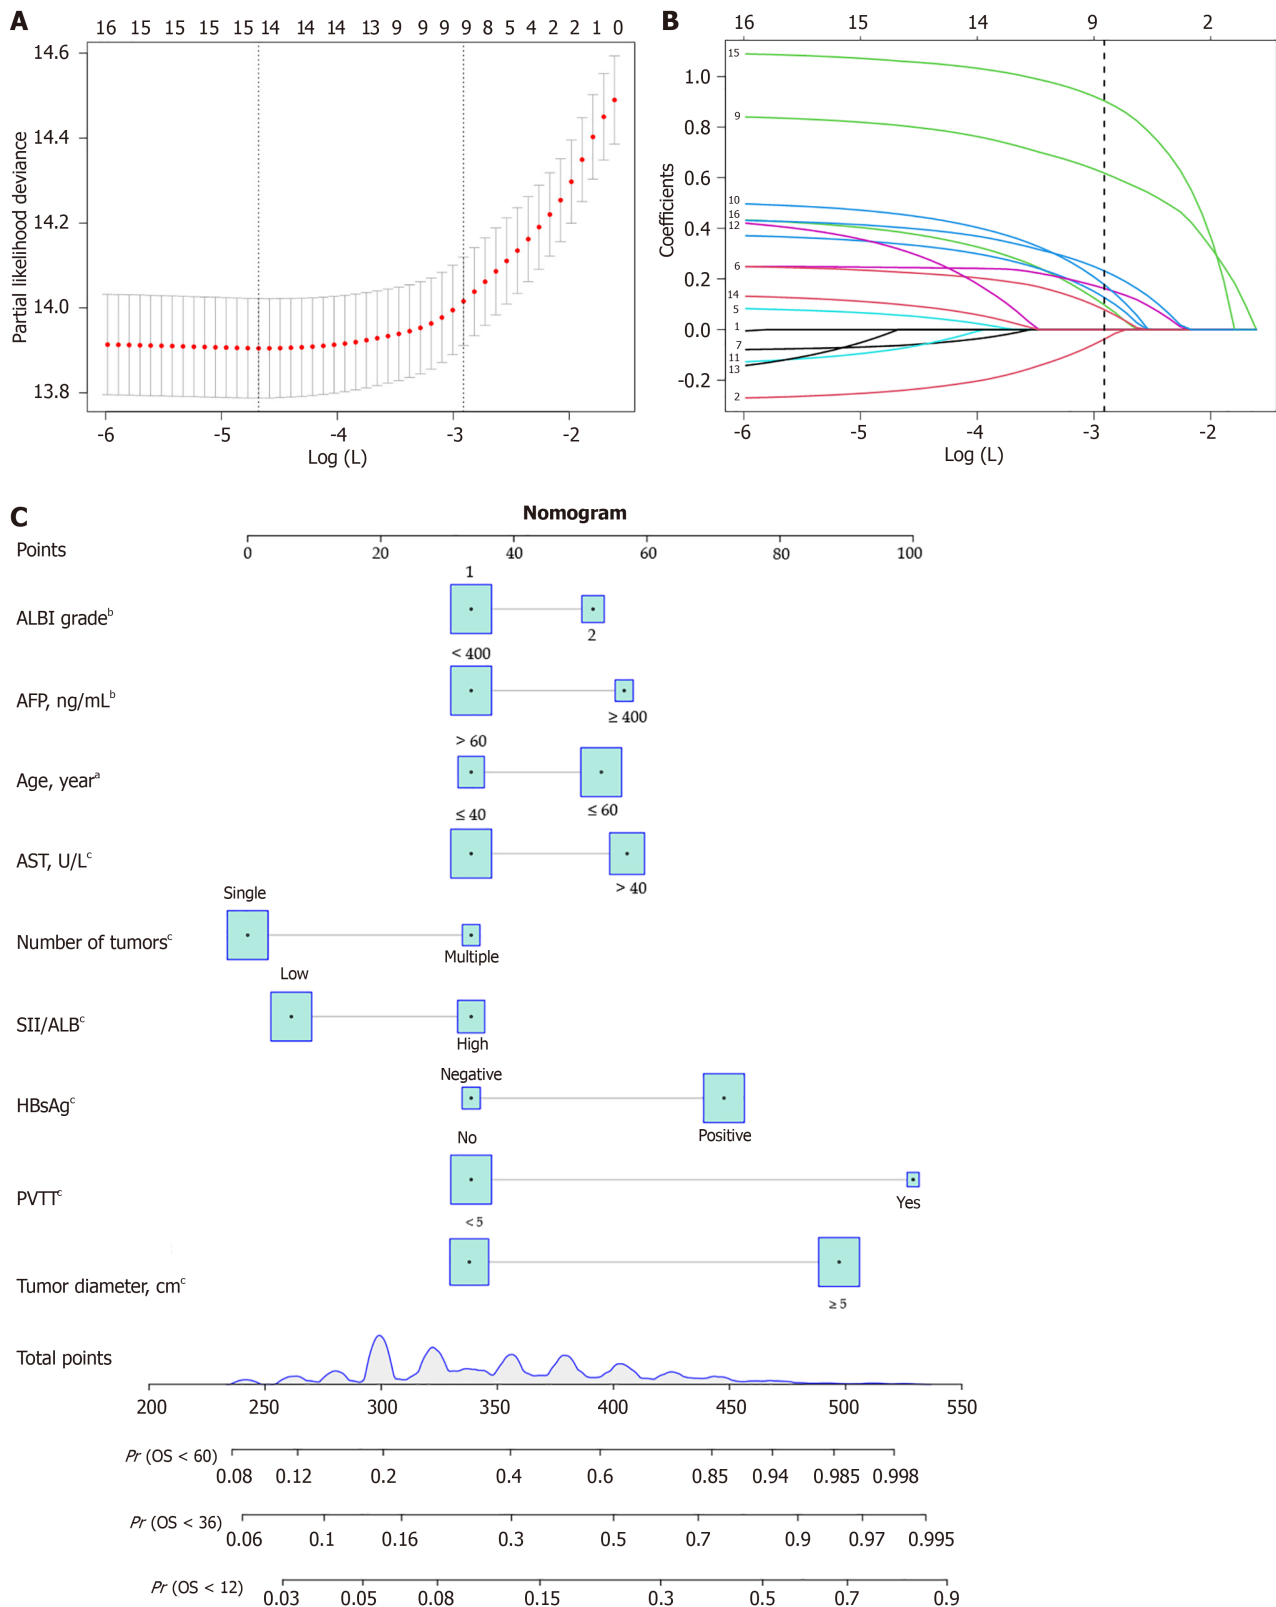 A
16 15 15 15 15 14 14 14 13 9 9 9 9 8 5 4 2 2 1 0
14.6
14.4
14.2
14.0
13.8
Partial likelihood deviance
-6 -5 -4 -3 -2
Log (L)
B
16 15 14 9 2
1.0
0.8
0.6
0.4
0.2
0.0
-0.2
Coefficients
15
9
10
16
12
6
14
5
1
7
11
13
2
-6 -5 -4 -3 -2
Log (L)
C
Nomogram
Points
0 20 40 60 80 100
1
ALBI gradeᵇ
2
< 400
AFP, ng/mLᵇ
≥ 400
> 60
Age, yearᵃ
≤ 60
≤ 40
AST, U/Lᶜ
> 40
Single
Number of tumorsᶜ
Multiple
Low
SII/ALBᶜ
High
Negative
HBsAgᶜ
Positive
No
PVTTᶜ
Yes
< 5
Tumor diameter, cmᶜ
≥ 5
Total points
200 250 300 350 400 450 500 550
Pr (OS < 60)
0.08 0.12 0.2 0.4 0.6 0.85 0.94 0.985 0.998
Pr (OS < 36)
0.06 0.1 0.16 0.3 0.5 0.7 0.9 0.97 0.995
Pr (OS < 12)
0.03 0.05 0.08 0.15 0.3 0.5 0.7 0.9